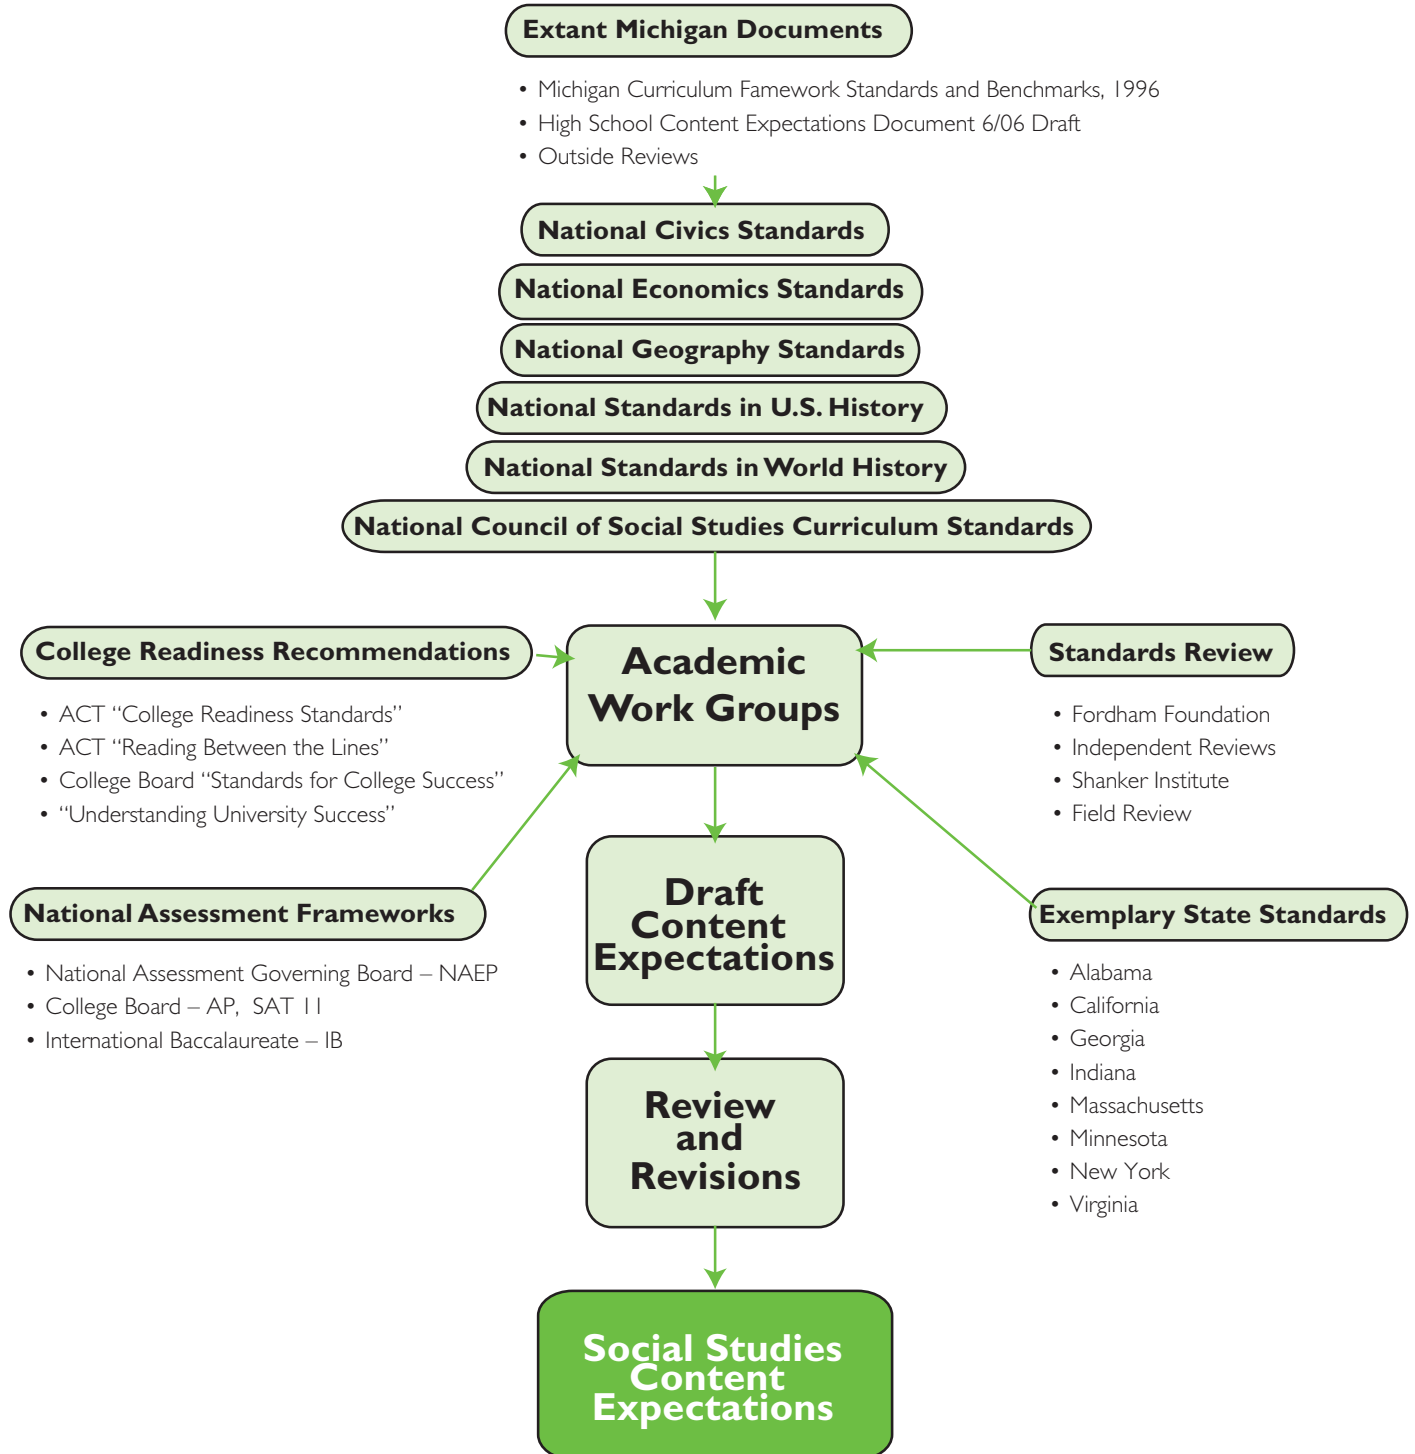 Extant Michigan Documents
• Michigan Curriculum Famework Standards and Benchmarks, 1996
• High School Content Expectations Document 6/06 Draft
• Outside Reviews
National Civics Standards
National Economics Standards
National Geography Standards
National Standards in U.S. History
National Standards in World History
National Council of Social Studies Curriculum Standards
College Readiness Recommendations
• ACT “College Readiness Standards”
• ACT “Reading Between the Lines”
• College Board “Standards for College Success”
• “Understanding University Success”
Academic
Work Groups
Standards Review
• Fordham Foundation
• Independent Reviews
• Shanker Institute
• Field Review
National Assessment Frameworks
• National Assessment Governing Board – NAEP
• College Board – AP, SAT 11
• International Baccalaureate – IB
Draft
Content
Expectations
Exemplary State Standards
• Alabama
• California
• Georgia
• Indiana
• Massachusetts
• Minnesota
• New York
• Virginia
Review
and
Revisions
Social Studies
Content
Expectations